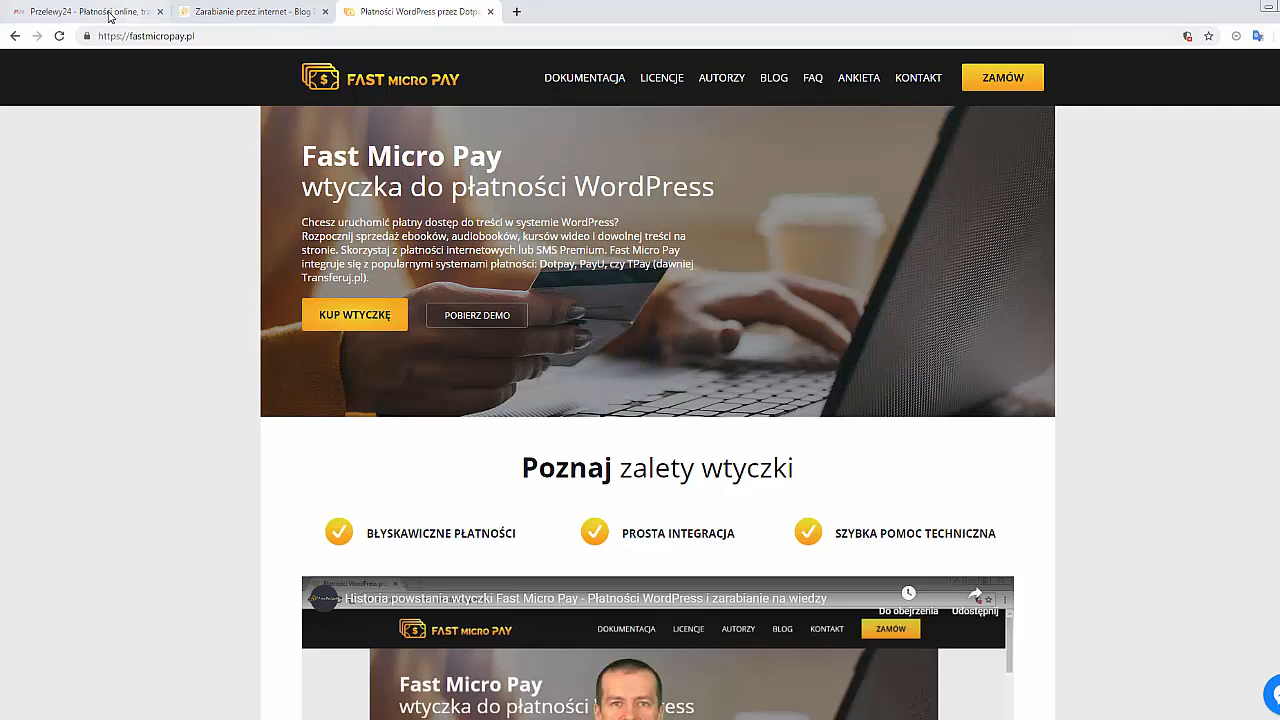 Przelewy24 - Płatności online, tra
Zarabianie przez internet - Blog
Płatności WordPress przez Dotpa
https://fastmicropay.pl
FAST MICRO PAY
DOKUMENTACJA LICENCJE AUTORZY BLOG FAQ ANKIETA KONTAKT ZAMÓW
Fast Micro Pay
wtyczka do płatności WordPress
Chcesz uruchomić płatny dostęp do treści w systemie WordPress?
Rozpocznij sprzedaż ebooków, audiobooków, kursów wideo i dowolnej treści na
stronie. Skorzystaj z płatności internetowych lub SMS Premium. Fast Micro Pay
integruje się z popularnymi systemami płatności: Dotpay, PayU, czy TPay (dawniej
Transferuj.pl).
KUP WTYCZKĘ POBIERZ DEMO
Poznaj zalety wtyczki
BŁYSKAWICZNE PŁATNOŚCI PROSTA INTEGRACJA SZYBKA POMOC TECHNICZNA
Płatności WordPress prz
Historia powstania wtyczki Fast Micro Pay - Płatności WordPress i zarabianie na wiedzy
Do obejrzenia Udostępnij
FAST MICRO PAY DOKUMENTACJA LICENCJE AUTORZY BLOG KONTAKT ZAMÓW
Fast Micro Pay
wtyczka do płatności ress